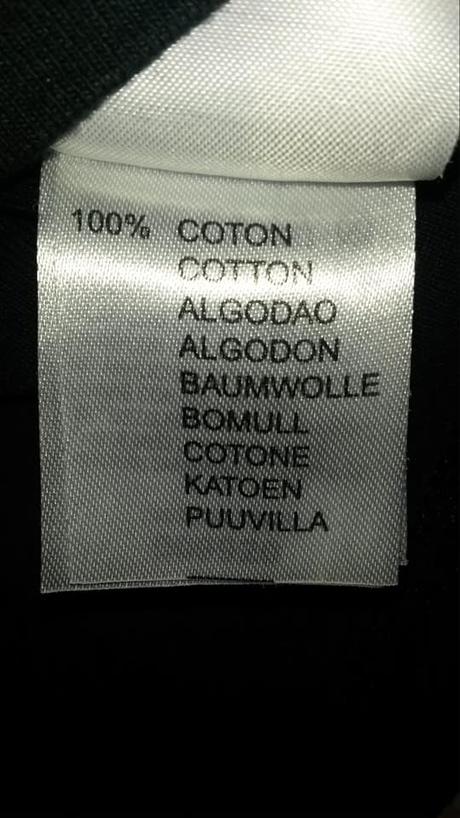 100% COTON
COTTON
ALGODAO
ALGODON
BAUMWOLLE
BOMULL
COTONE
KATOEN
PUUVILLA